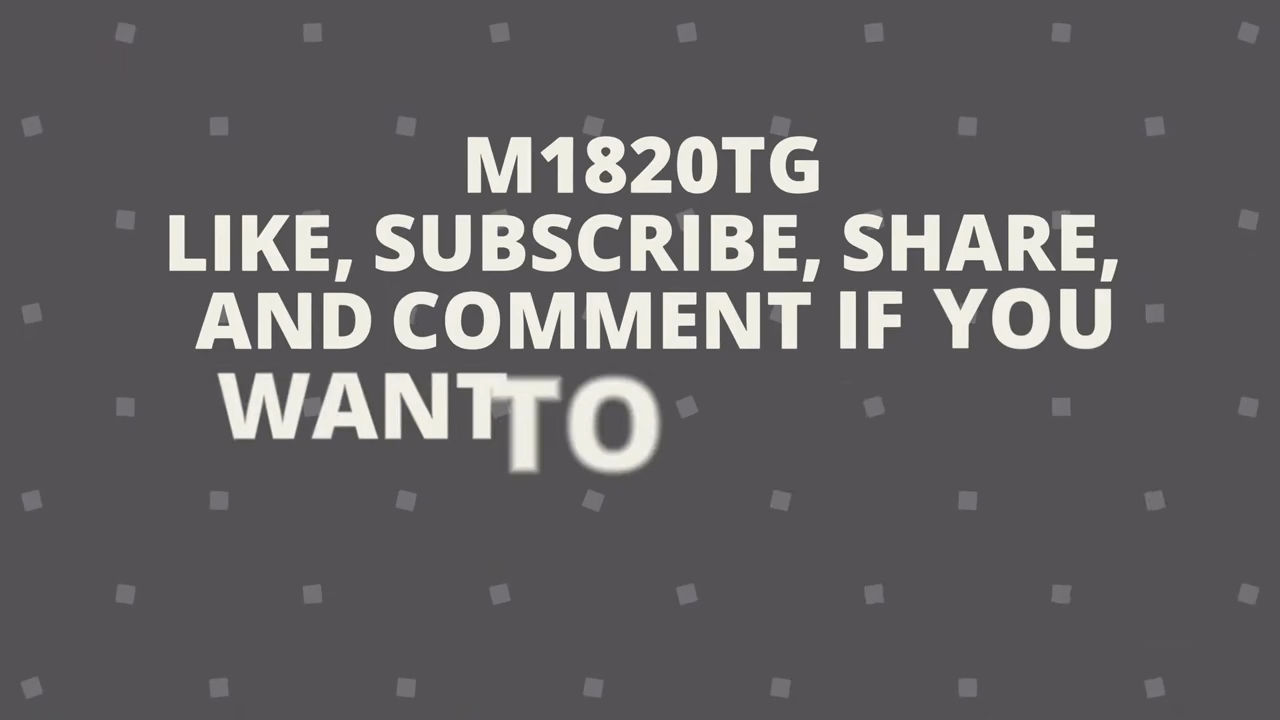 M1820TG
LIKE, SUBSCRIBE, SHARE,
AND COMMENT IF YOU
WANT TO